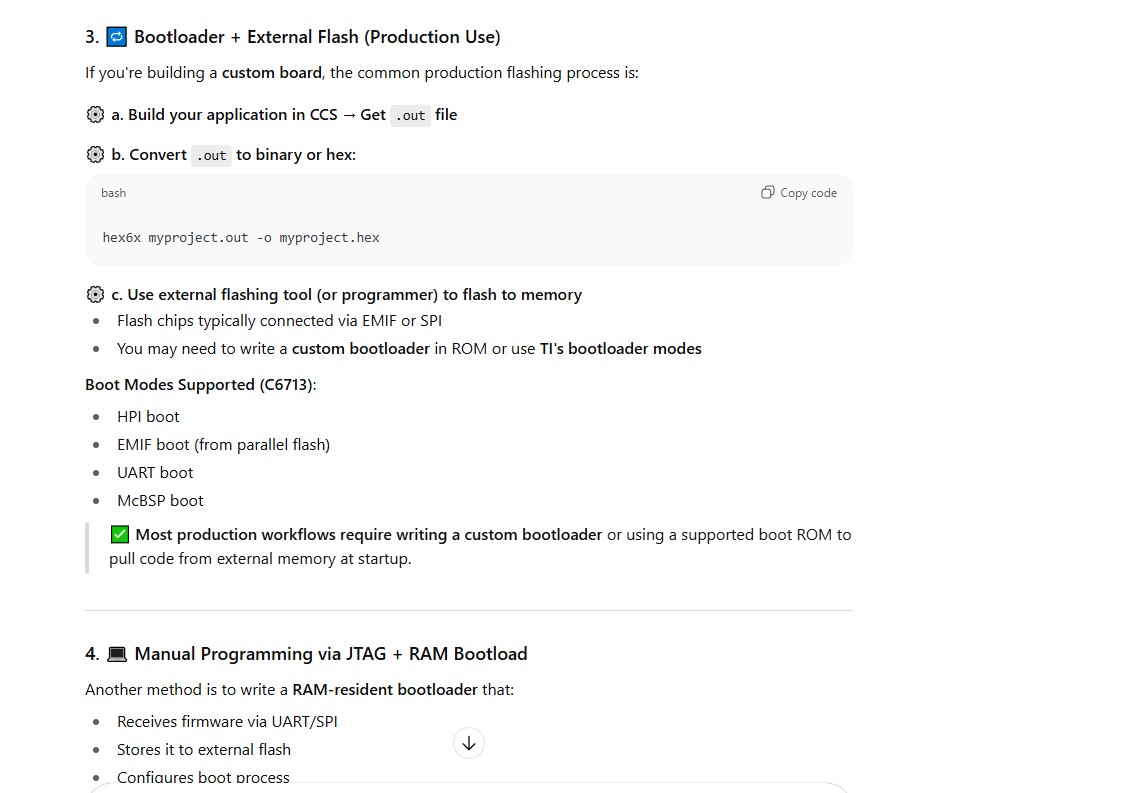 3. 🔁 Bootloader + External Flash (Production Use)
If you're building a custom board, the common production flashing process is:
⚙️ a. Build your application in CCS → Get .out file
⚙️ b. Convert .out to binary or hex:
bash
Copy code
hex6x myproject.out -o myproject.hex
⚙️ c. Use external flashing tool (or programmer) to flash to memory
• Flash chips typically connected via EMIF or SPI
• You may need to write a custom bootloader in ROM or use TI's bootloader modes
Boot Modes Supported (C6713):
• HPI boot
• EMIF boot (from parallel flash)
• UART boot
• McBSP boot
✅ Most production workflows require writing a custom bootloader or using a supported boot ROM to
pull code from external memory at startup.
4. 💻 Manual Programming via JTAG + RAM Bootload
Another method is to write a RAM-resident bootloader that:
• Receives firmware via UART/SPI
• Stores it to external flash
• Configures boot process